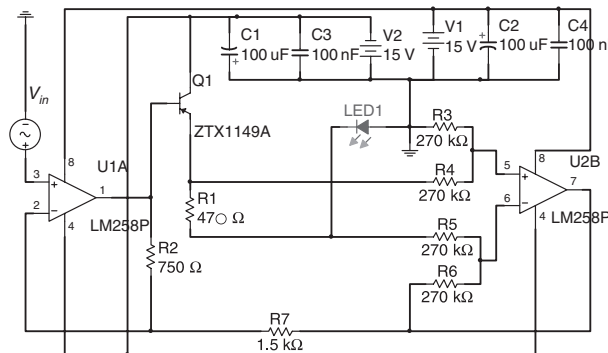 C1
100 uF
+
C3
100 nF
V2
15 V
V1
15 V
C2
100 uF
+
C4
100 n
Vin
~
+
Q1
ZTX1149A
LED1
R3
270 kΩ
R4
270 kΩ
8
U1A
3
+
1
2
−
4
LM258P
R1
47○ Ω
R2
750 Ω
R5
270 kΩ
R6
270 kΩ
R7
1.5 kΩ
8
U2B
5
+
7
6
−
4
LM258P